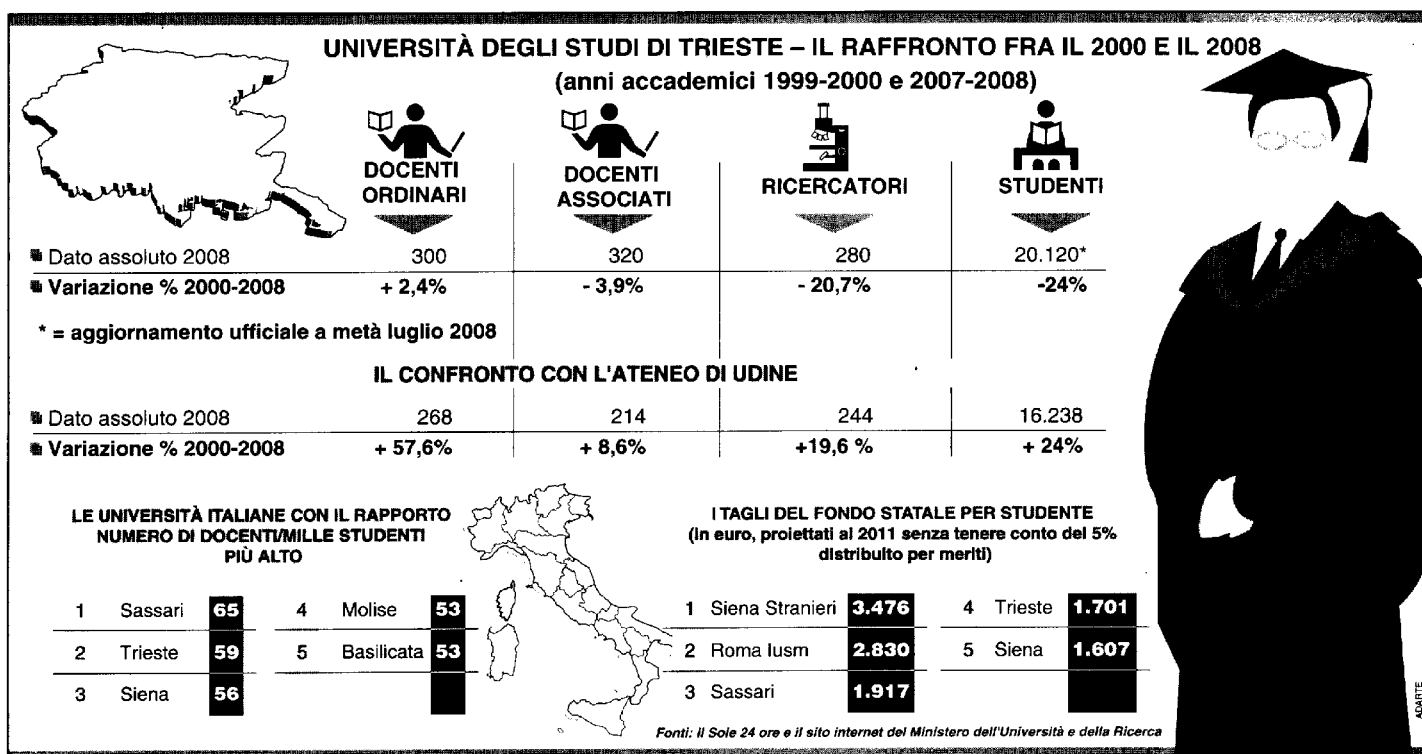 UNIVERSITÀ DEGLI STUDI DI TRIESTE – IL RAFFRONTO FRA IL 2000 E IL 2008
(anni accademici 1999-2000 e 2007-2008)
DOCENTI ORDINARI
DOCENTI ASSOCIATI
RICERCATORI
STUDENTI
Dato assoluto 2008 300 320 280 20.120*
Variazione % 2000-2008 + 2,4% - 3,9% - 20,7% -24%
* = aggiornamento ufficiale a metà luglio 2008
IL CONFRONTO CON L'ATENEO DI UDINE
Dato assoluto 2008 268 214 244 16.238
Variazione % 2000-2008 + 57,6% + 8,6% +19,6 % + 24%
LE UNIVERSITÀ ITALIANE CON IL RAPPORTO
NUMERO DI DOCENTI/MILLE STUDENTI
PIÙ ALTO
1 Sassari 65
2 Trieste 59
3 Siena 56
4 Molise 53
5 Basilicata 53
I TAGLI DEL FONDO STATALE PER STUDENTE
(in euro, proiettati al 2011 senza tenere conto del 5%
distribuito per meriti)
1 Siena Stranieri 3.476
2 Roma Iusm 2.830
3 Sassari 1.917
4 Trieste 1.701
5 Siena 1.607
Fonti: il Sole 24 ore e il sito internet del Ministero dell'Università e della Ricerca
ADARTE